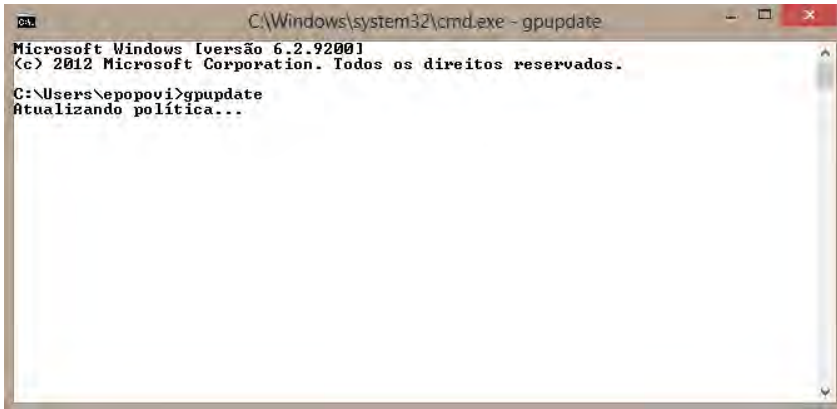 C:\Windows\system32\cmd.exe - gpupdate
Microsoft Windows [versão 6.2.9200]
(c) 2012 Microsoft Corporation. Todos os direitos reservados.
C:\Users\epopovi>gpupdate
Atualizando política...